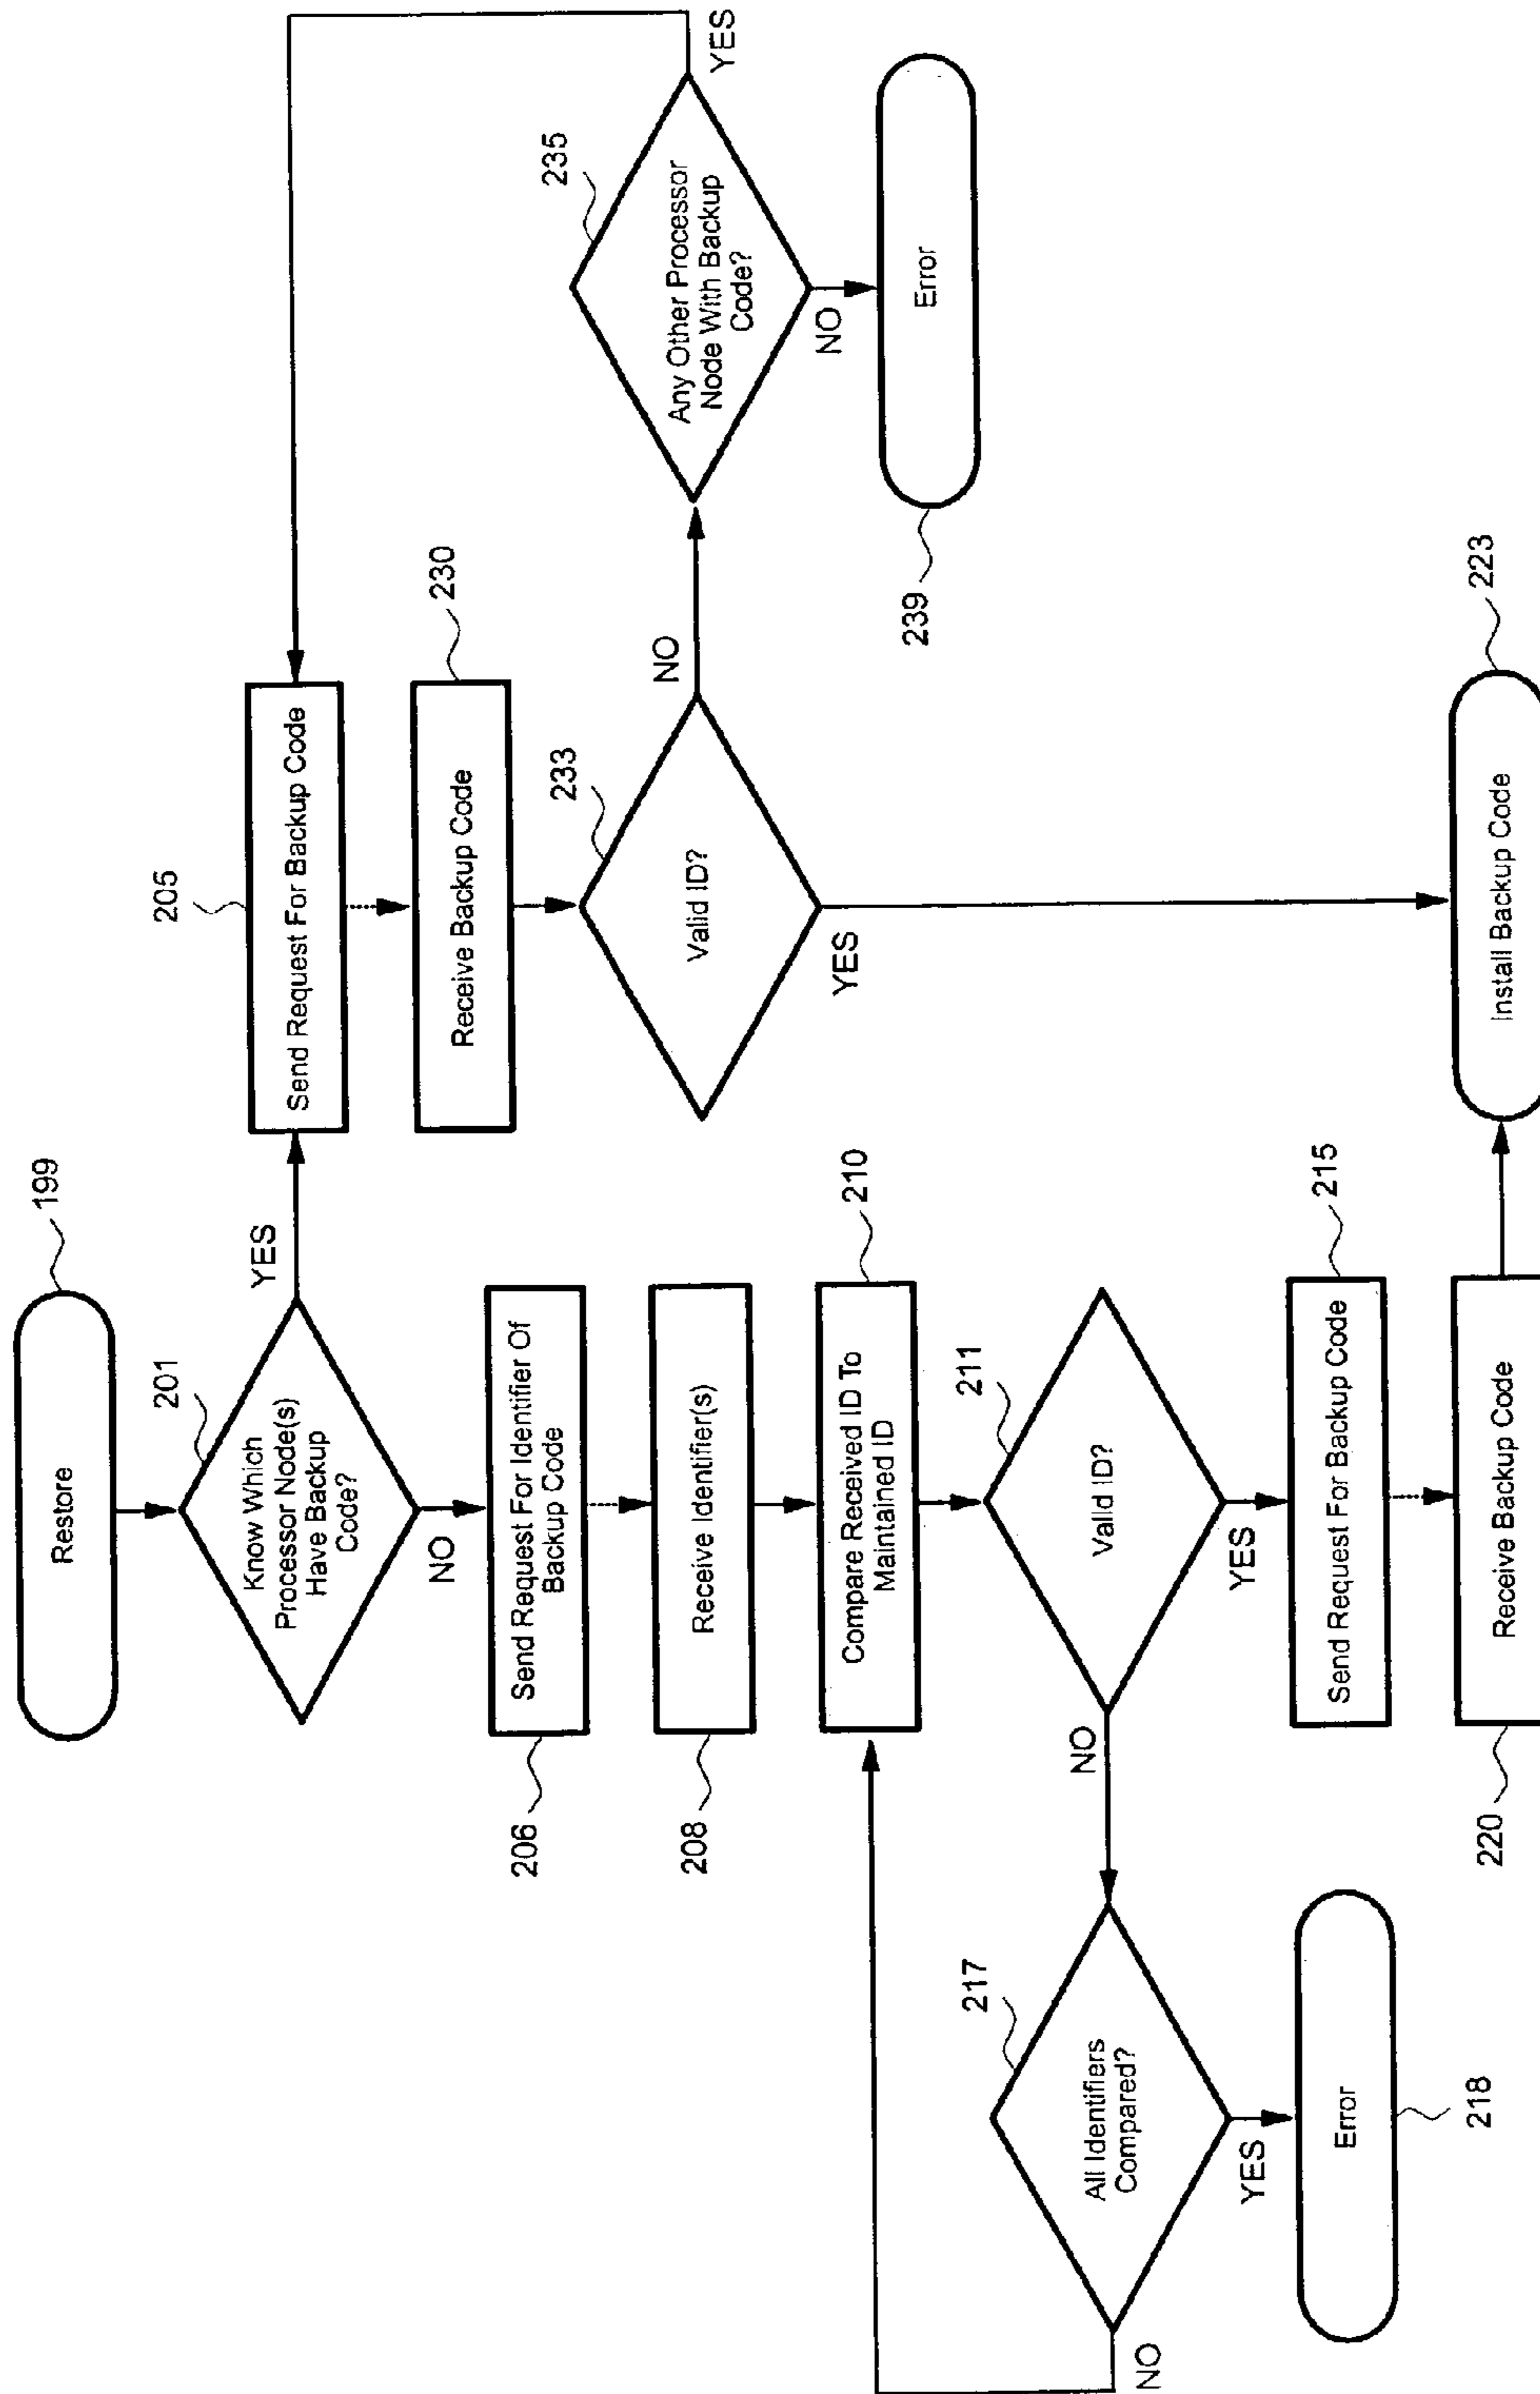 Restore
199
Know Which
Processor Node(s)
Have Backup
Code?
201
YES
NO
Send Request For Backup Code
205
Send Request For Identifier Of
Backup Code
206
Receive Identifier(s)
208
Compare Received ID To
Maintained ID
210
Valid ID?
211
NO
YES
All Identifiers
Compared?
217
NO
YES
Error
218
Send Request For Backup Code
215
Receive Backup Code
220
Receive Backup Code
230
Valid ID?
233
NO
YES
Any Other Processor
Node With Backup
Code?
235
YES
NO
Error
239
Install Backup Code
223